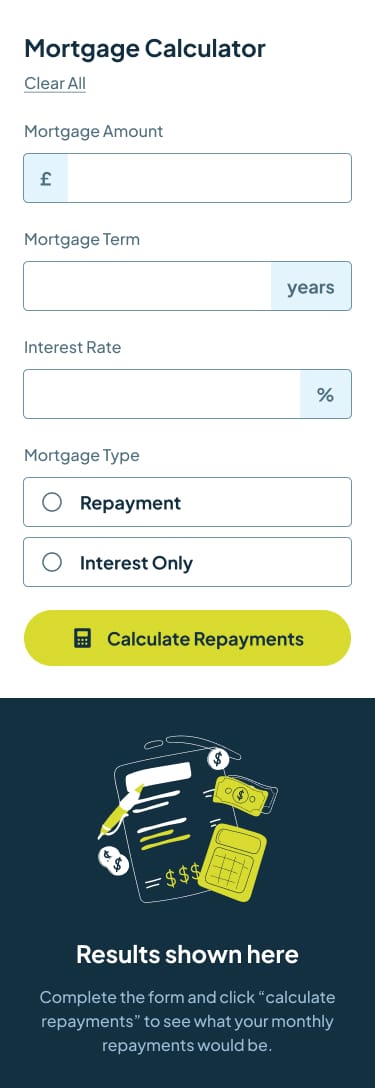 Mortgage Calculator
Clear All
Mortgage Amount
£
Mortgage Term
years
Interest Rate
%
Mortgage Type
Repayment
Interest Only
Calculate Repayments
$
$
$
$$$
Results shown here
Complete the form and click “calculate
repayments” to see what your monthly
repayments would be.